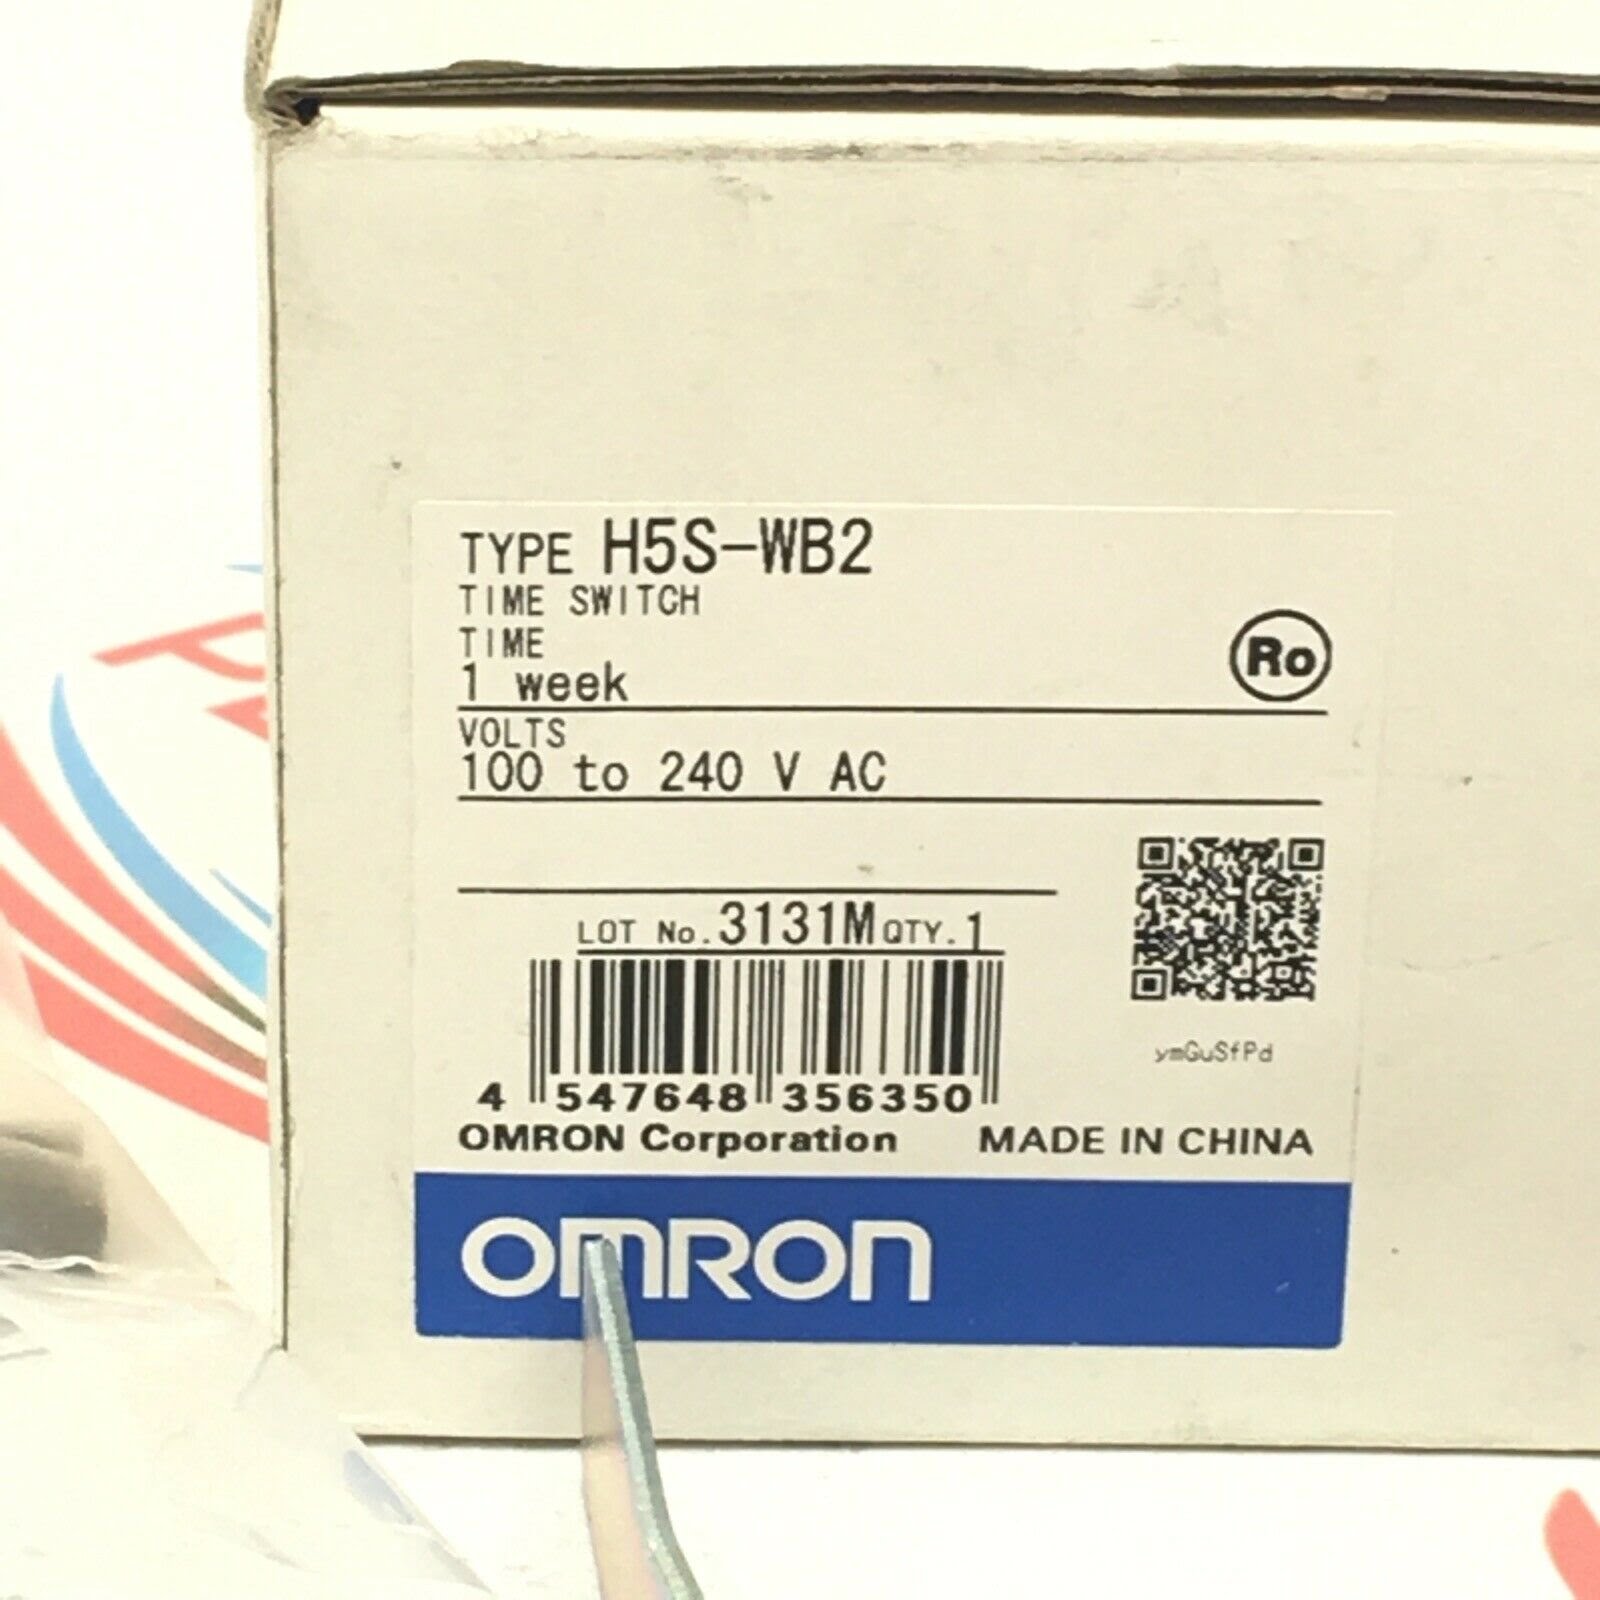 TYPE H5S-WB2
TIME SWITCH
TIME
1 week
Ro
VOLTS
100 to 240 V AC
LOT No. 3131M QTY. 1
ymGuSfPd
4 547648 356350
OMRON Corporation MADE IN CHINA
OMRON